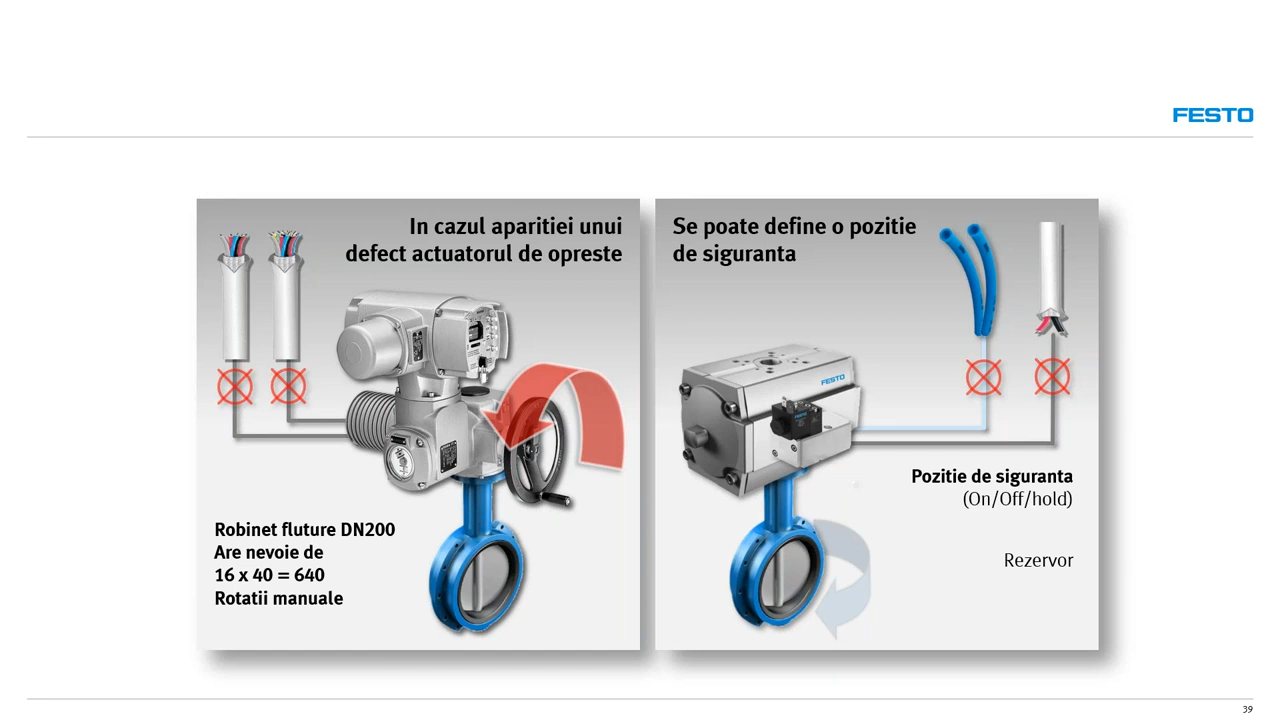 FESTO
In cazul aparitiei unui
defect actuatorul de opreste
Robinet fluture DN200
Are nevoie de
16 x 40 = 640
Rotatii manuale
Se poate define o pozitie
de siguranta
FESTO
Pozitie de siguranta
(On/Off/hold)
Rezervor
39